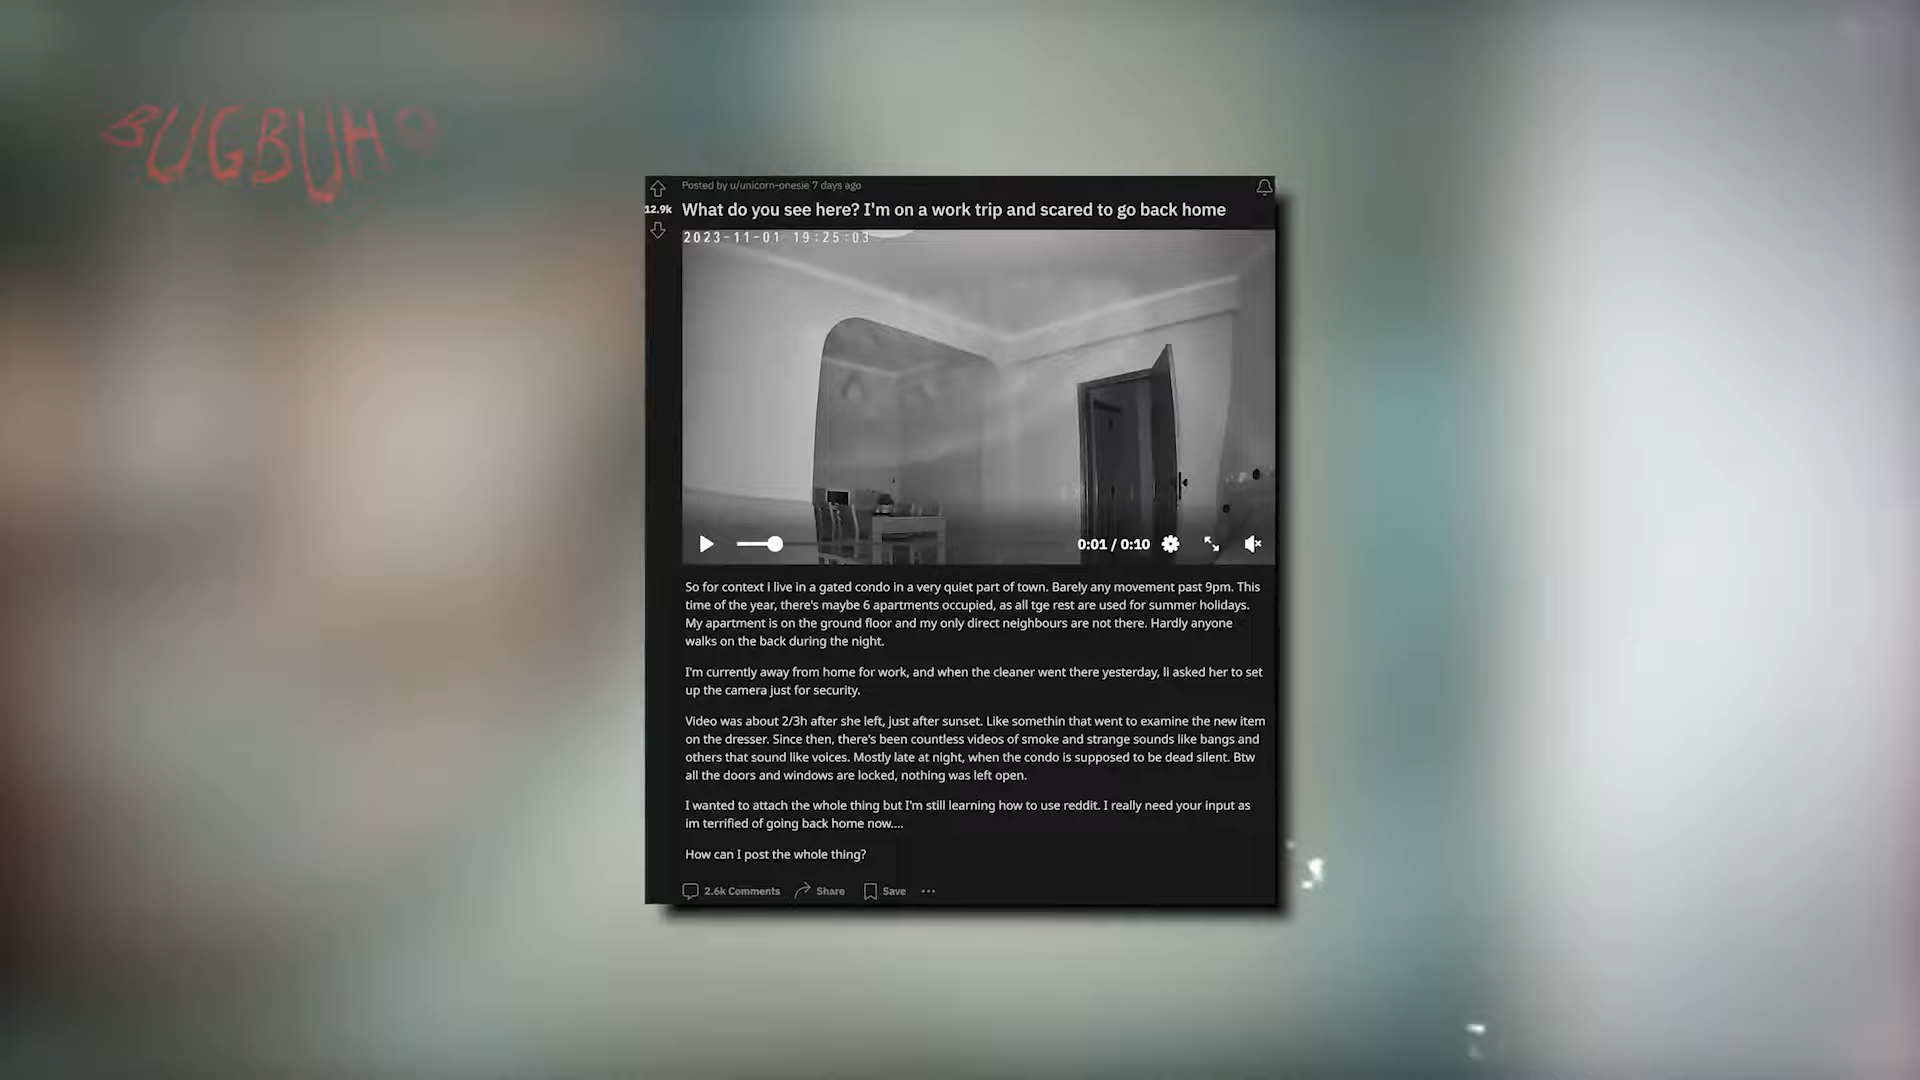 BUGBUH
Posted by u/unicorn-onesie 7 days ago
12.9k
What do you see here? I'm on a work trip and scared to go back home
2023-11-01 19:25:03
0:01 / 0:10
So for context i live in a gated condo in a very quiet part of town. Barely any movement past 9pm. This
time of the year, there's maybe 6 apartments occupied, as all tge rest are used for summer holidays.
My apartment is on the ground floor and my only direct neighbours are not there. Hardly anyone
walks on the back during the night.
I'm currently away from home for work, and when the cleaner went there yesterday, Ii asked her to set
up the camera just for security.
Video was about 2/3h after she left, just after sunset. Like somethin that went to examine the new item
on the dresser. Since then, there's been countless videos of smoke and strange sounds like bangs and
others that sound like voices. Mostly late at night, when the condo is supposed to be dead silent. Btw
all the doors and windows are locked, nothing was left open.
I wanted to attach the whole thing but I'm still learning how to use reddit. I really need your input as
im terrified of going back home now....
How can I post the whole thing?
2.6k Comments Share Save